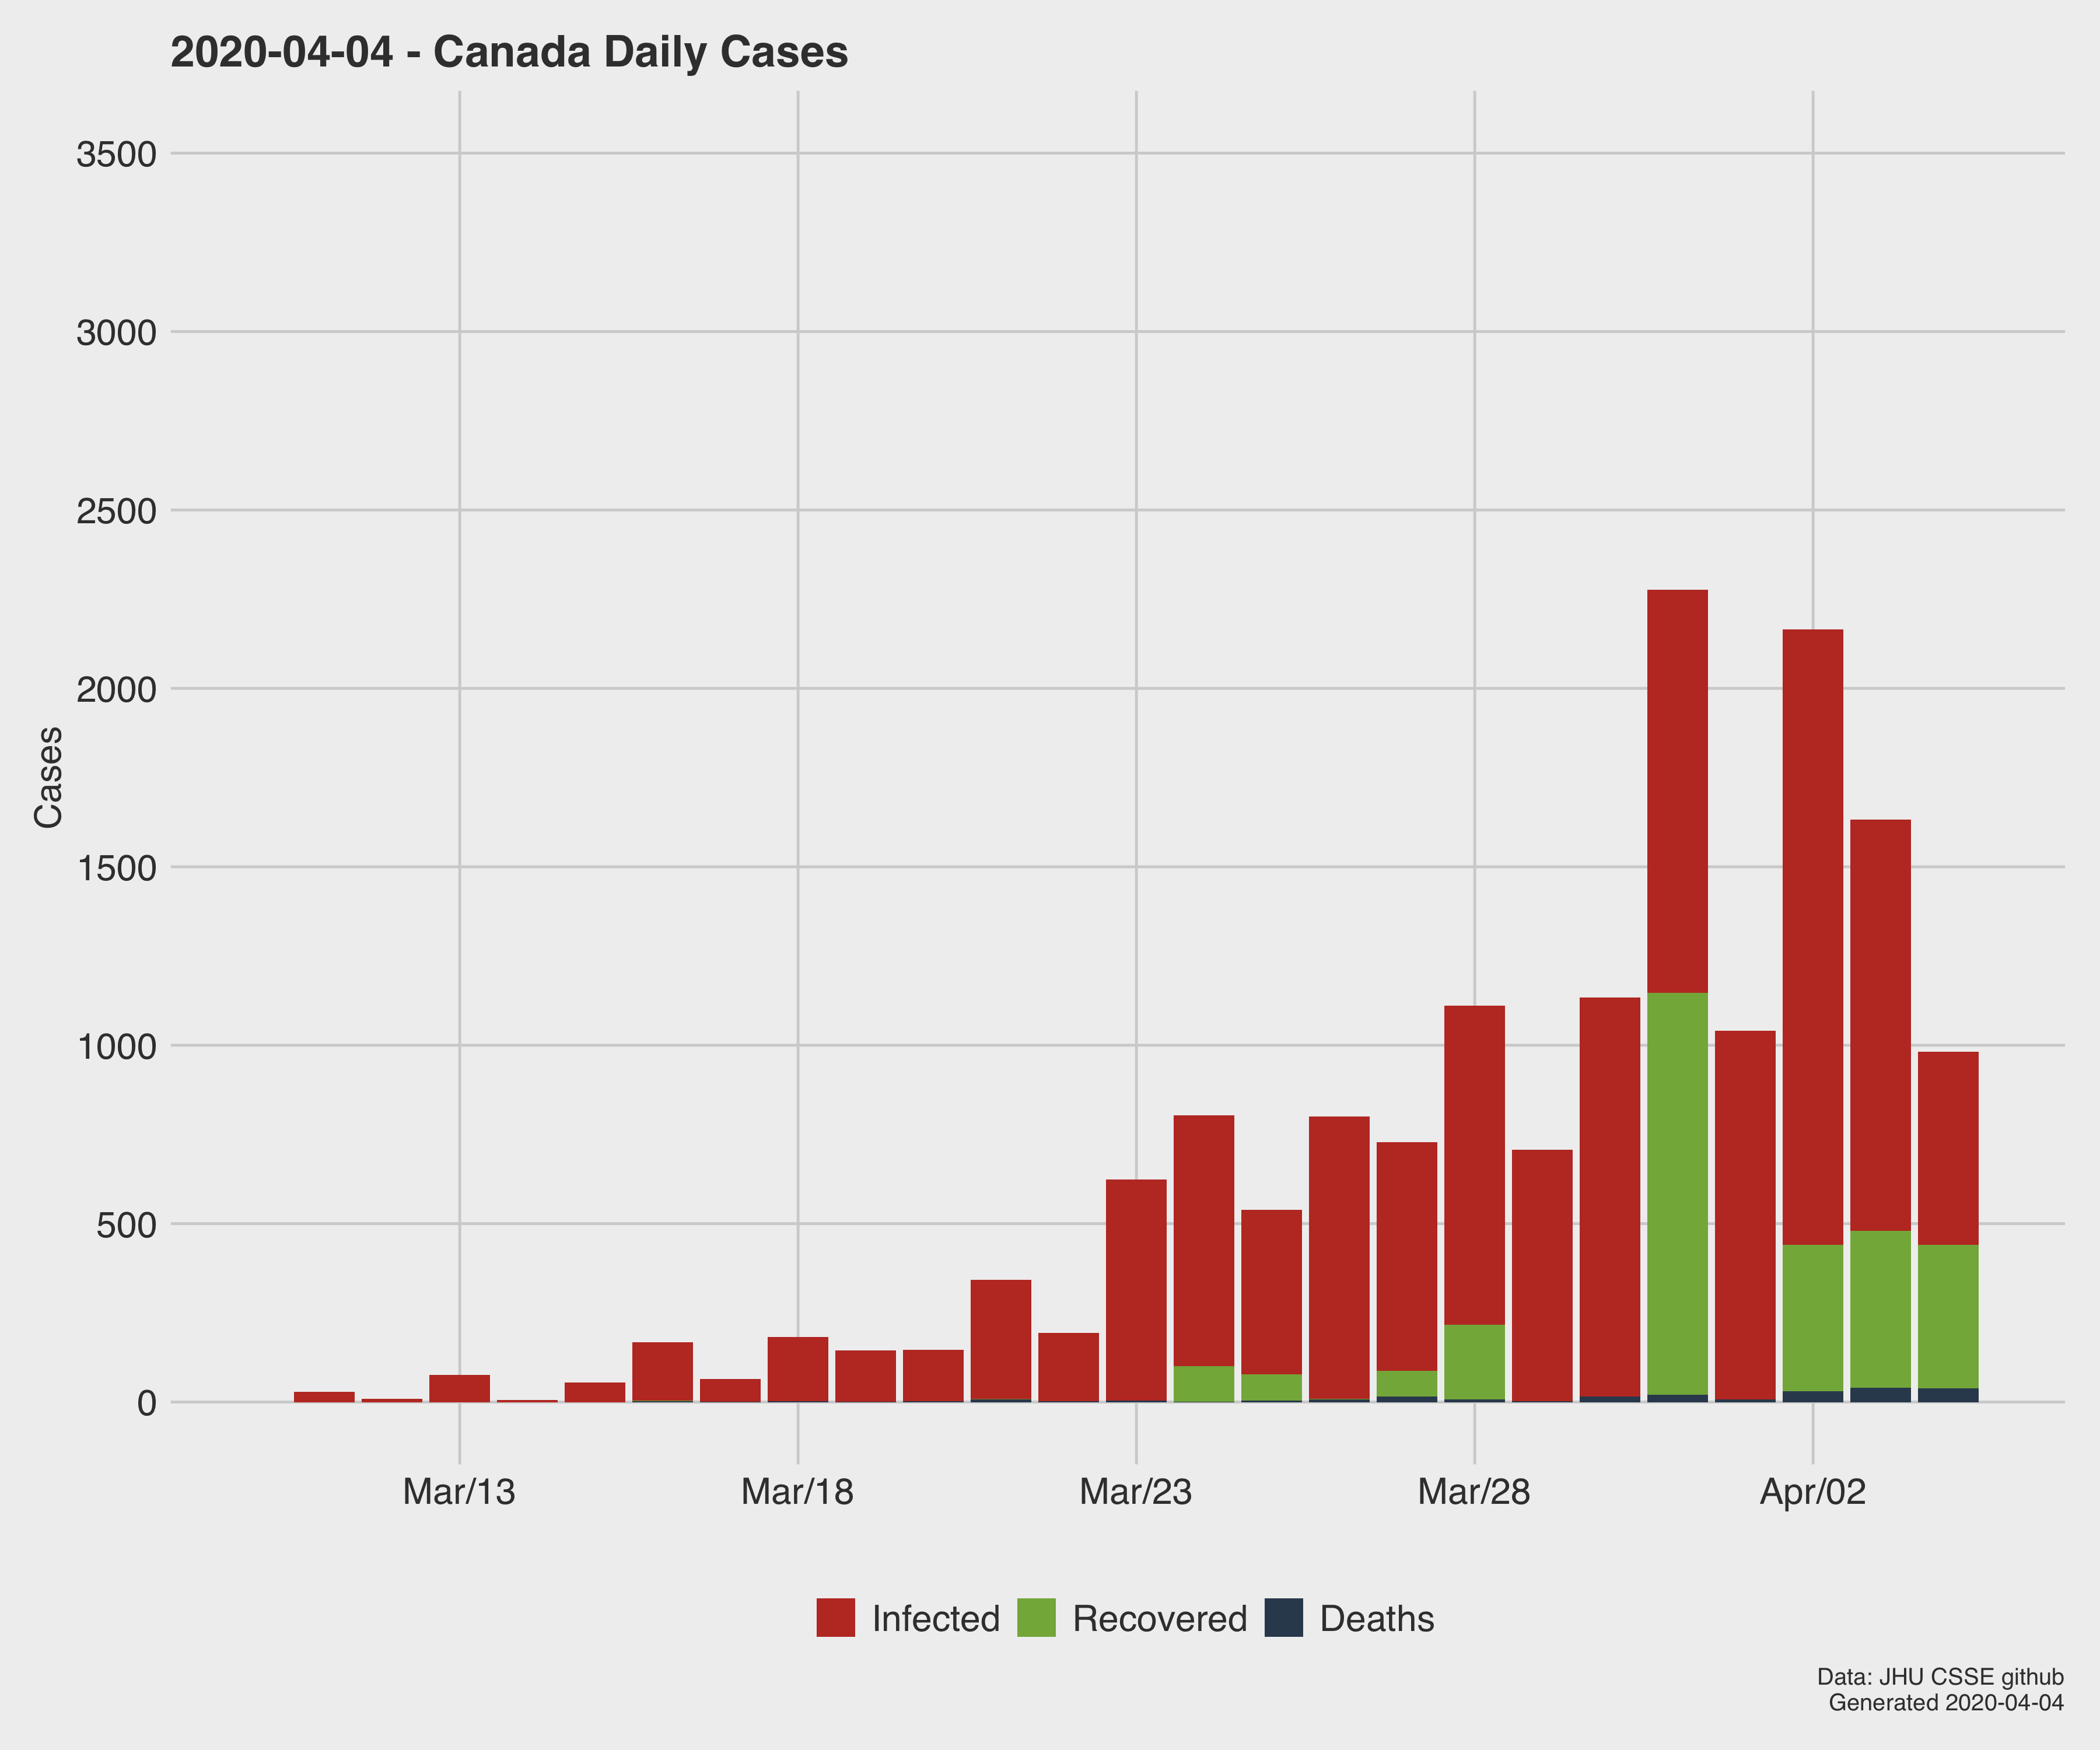 2020-04-04 - Canada Daily Cases
3500
3000
2500
2000
1500
1000
500
0
Cases
Mar/13 Mar/18 Mar/23 Mar/28 Apr/02
Infected Recovered Deaths
Data: JHU CSSE github
Generated 2020-04-04